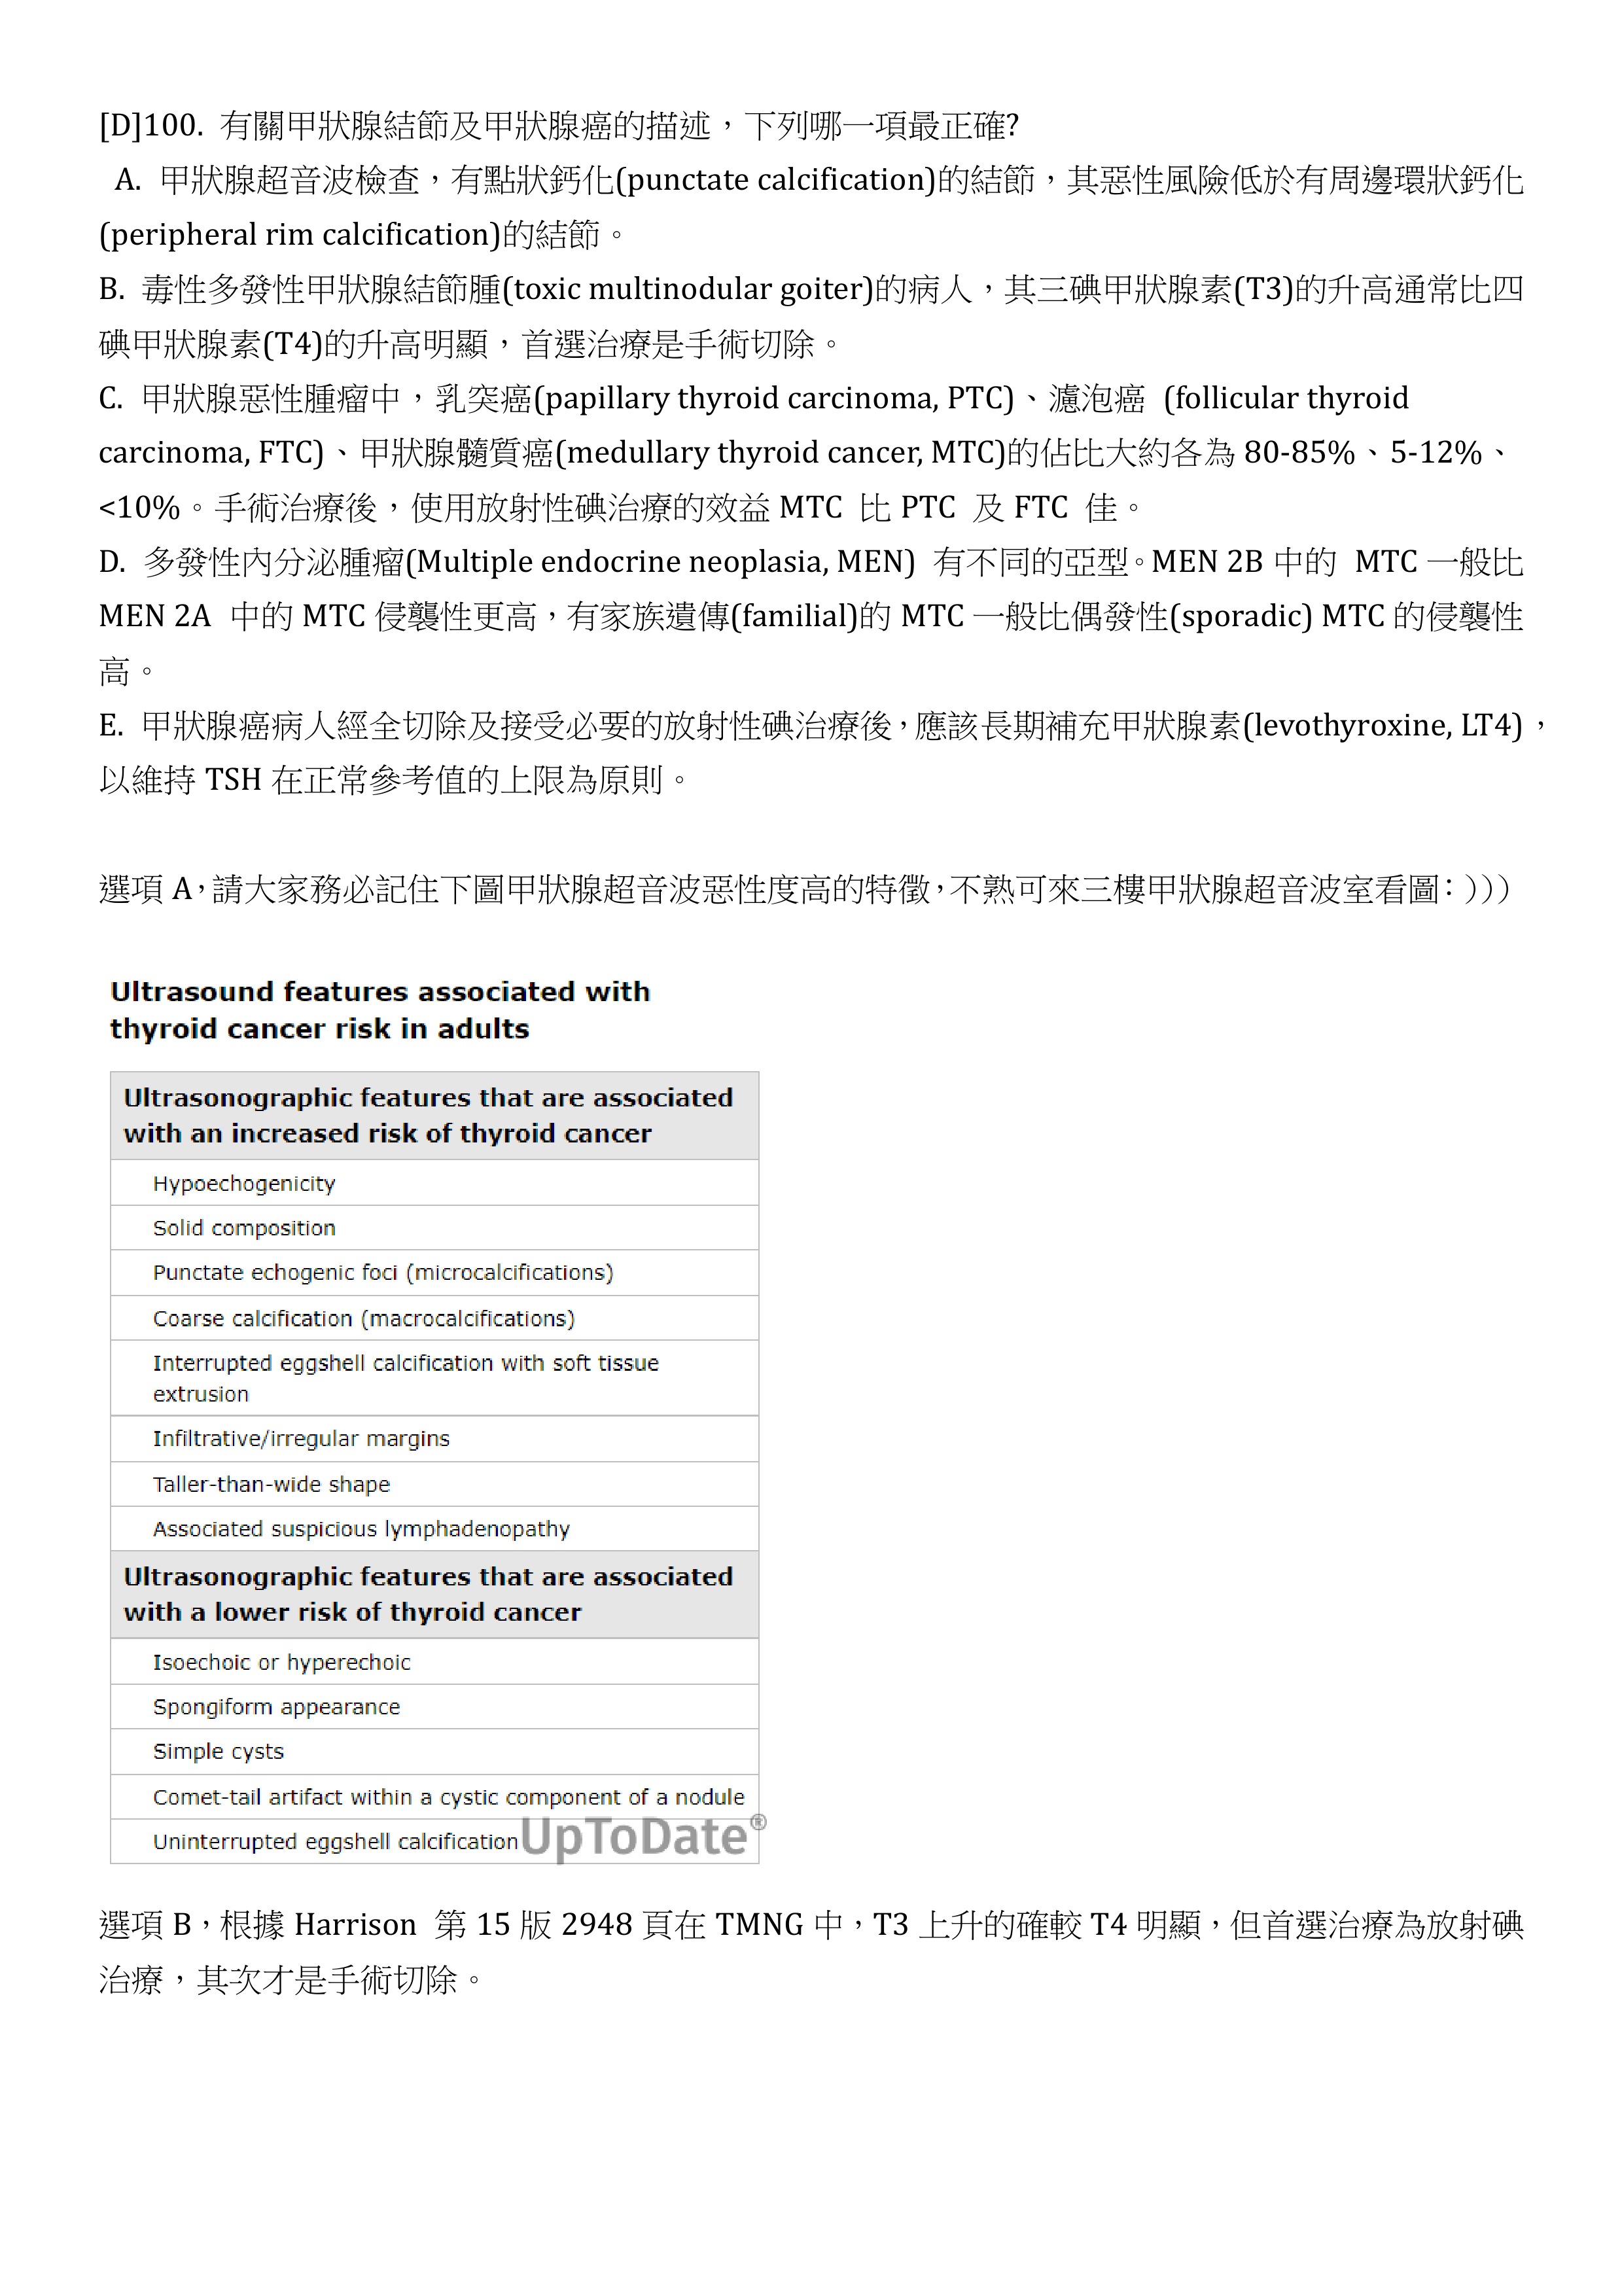 [D]100. 有關甲狀腺結節及甲狀腺癌的描述，下列哪一項最正確?
A. 甲狀腺超音波檢查，有點狀鈣化(punctate calcification)的結節，其惡性風險低於有周邊環狀鈣化
(peripheral rim calcification)的結節。
B. 毒性多發性甲狀腺結節腫(toxic multinodular goiter)的病人，其三碘甲狀腺素(T3)的升高通常比四
碘甲狀腺素(T4)的升高明顯，首選治療是手術切除。
C. 甲狀腺惡性腫瘤中，乳突癌(papillary thyroid carcinoma, PTC)、濾泡癌 (follicular thyroid
carcinoma, FTC)、甲狀腺髓質癌(medullary thyroid cancer, MTC)的佔比大約各為 80-85%、5-12%、
<10%。手術治療後，使用放射性碘治療的效益 MTC 比 PTC 及 FTC 佳。
D. 多發性內分泌腫瘤(Multiple endocrine neoplasia, MEN) 有不同的亞型。MEN 2B 中的 MTC 一般比
MEN 2A 中的 MTC 侵襲性更高，有家族遺傳(familial)的 MTC 一般比偶發性(sporadic) MTC 的侵襲性
高。
E. 甲狀腺癌病人經全切除及接受必要的放射性碘治療後，應該長期補充甲狀腺素(levothyroxine, LT4)，
以維持 TSH 在正常參考值的上限為原則。
選項 A，請大家務必記住下圖甲狀腺超音波惡性度高的特徵，不熟可來三樓甲狀腺超音波室看圖：)))
Ultrasound features associated with
thyroid cancer risk in adults
Ultrasonographic features that are associated
with an increased risk of thyroid cancer
Hypoechogenicity
Solid composition
Punctate echogenic foci (microcalcifications)
Coarse calcification (macrocalcifications)
Interrupted eggshell calcification with soft tissue
extrusion
Infiltrative/irregular margins
Taller-than-wide shape
Associated suspicious lymphadenopathy
Ultrasonographic features that are associated
with a lower risk of thyroid cancer
Isoechoic or hyperechoic
Spongiform appearance
Simple cysts
Comet-tail artifact within a cystic component of a nodule
Uninterrupted eggshell calcification UpToDate®
選項 B，根據 Harrison 第 15 版 2948 頁在 TMNG 中，T3 上升的確較 T4 明顯，但首選治療為放射碘
治療，其次才是手術切除。